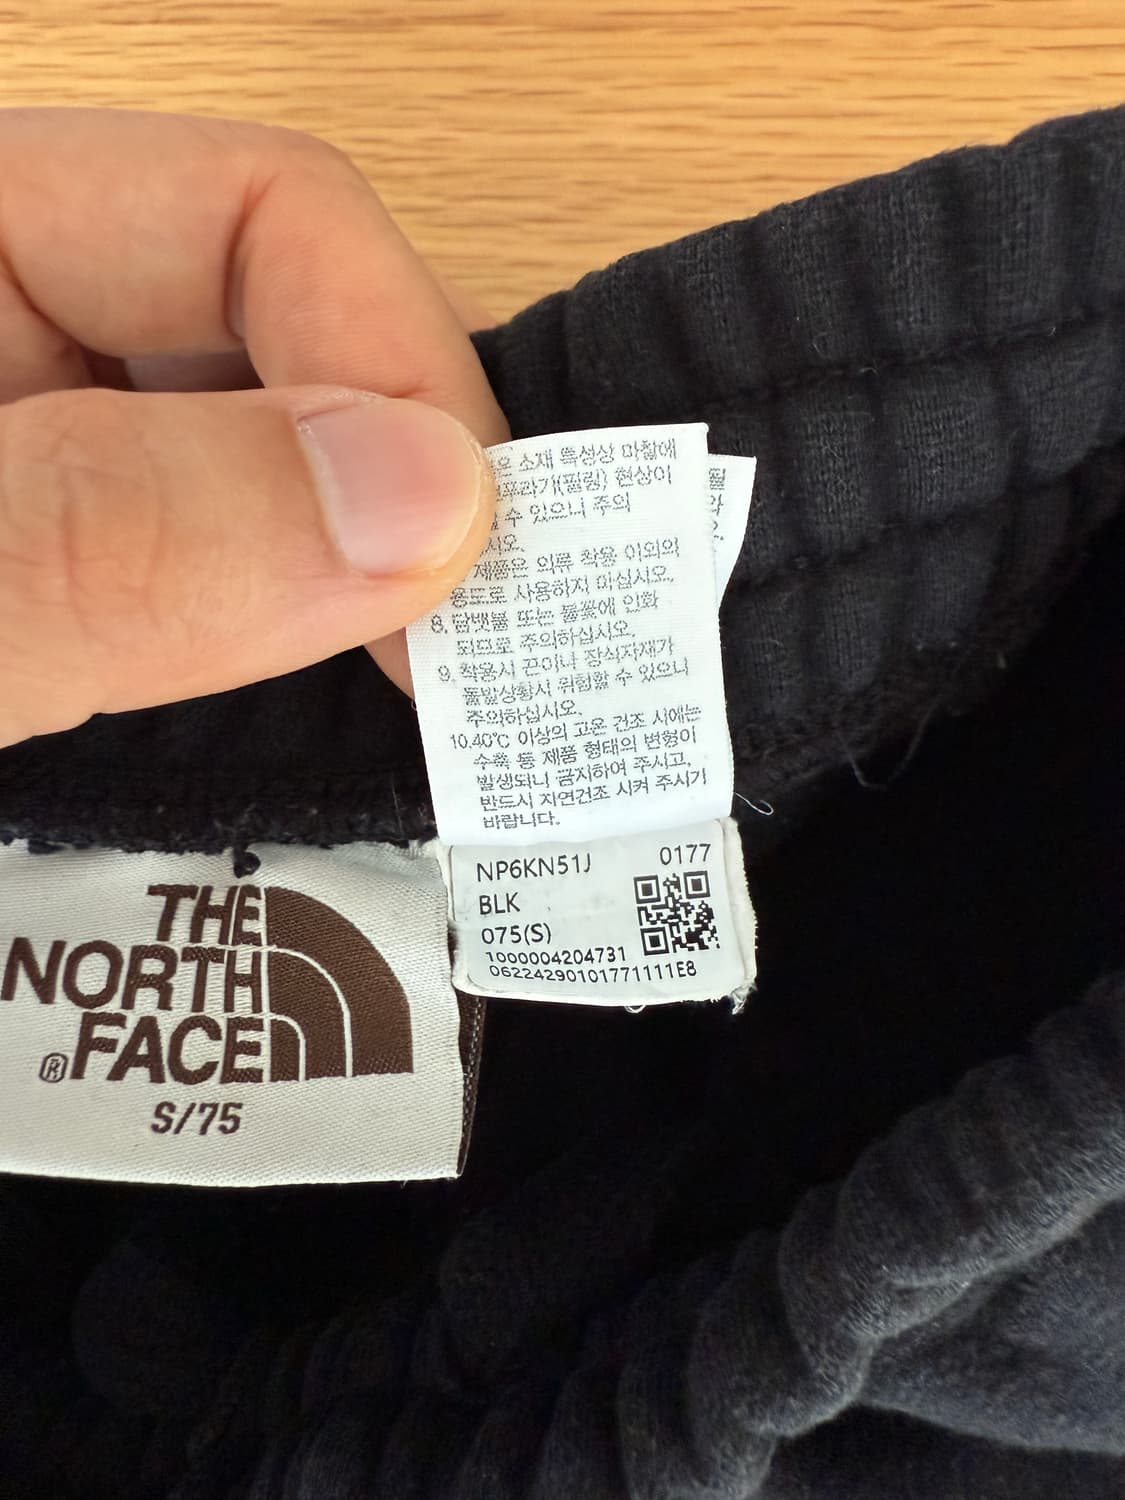 소재 특성상 마찰에
보푸라기(필링) 현상이
수 있으니 주의
시오.
제품은 의류 착용 이외의
용도로 사용하지 마십시오.
8. 담뱃불 또는 불꽃에 인화
되므로 주의하십시오.
9. 착용시 끈이나 장식자재가
돌발상황시 위험할 수 있으니
주의하십시오.
10.40℃ 이상의 고온 건조 시에는
수축 등 제품 형태의 변형이
발생되니 금지하여 주시고,
반드시 자연건조 시켜 주시기
바랍니다.
NP6KN51J 0177
BLK
075(S)
1000004204731
06224290101771111E8
THE
NORTH
FACE
®
S/75